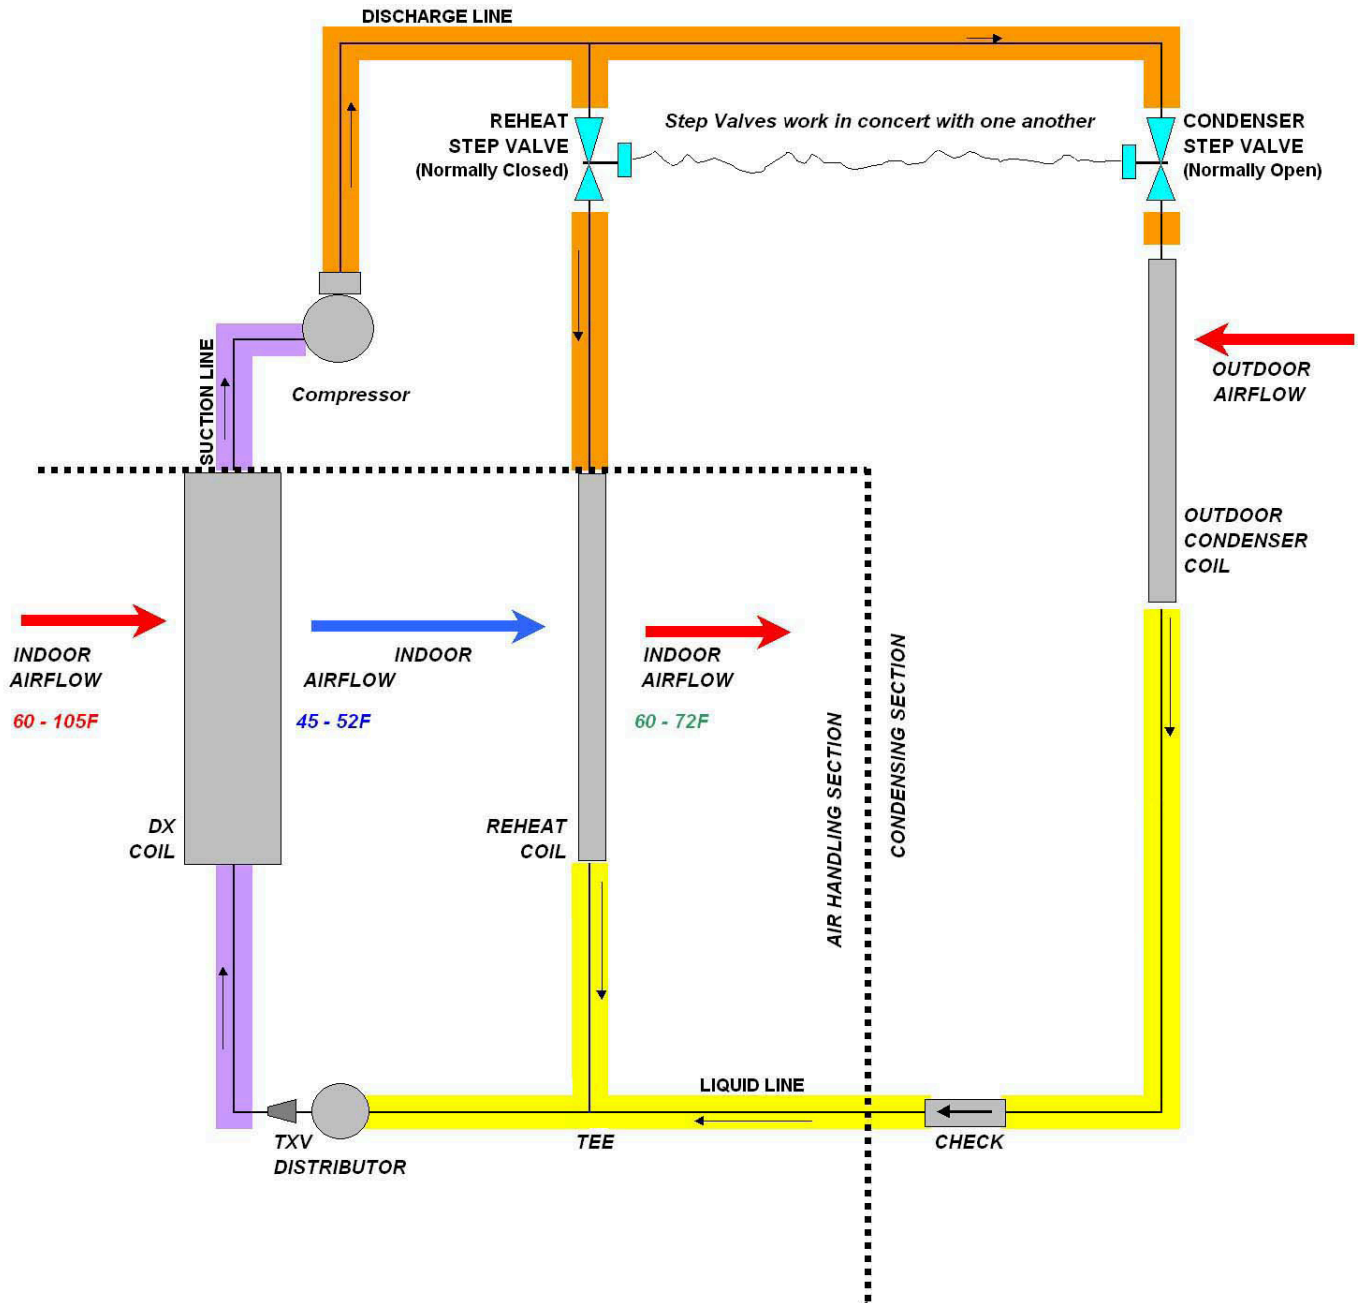 DISCHARGE LINE
REHEAT
STEP VALVE
(Normally Closed)
Step Valves work in concert with one another
CONDENSER
STEP VALVE
(Normally Open)
SUCTION LINE
Compressor
OUTDOOR
AIRFLOW
OUTDOOR
CONDENSER
COIL
INDOOR
AIRFLOW
60 - 105F
INDOOR
AIRFLOW
45 - 52F
INDOOR
AIRFLOW
60 - 72F
AIR HANDLING SECTION
CONDENSING SECTION
DX
COIL
REHEAT
COIL
LIQUID LINE
TXV
DISTRIBUTOR
TEE
CHECK